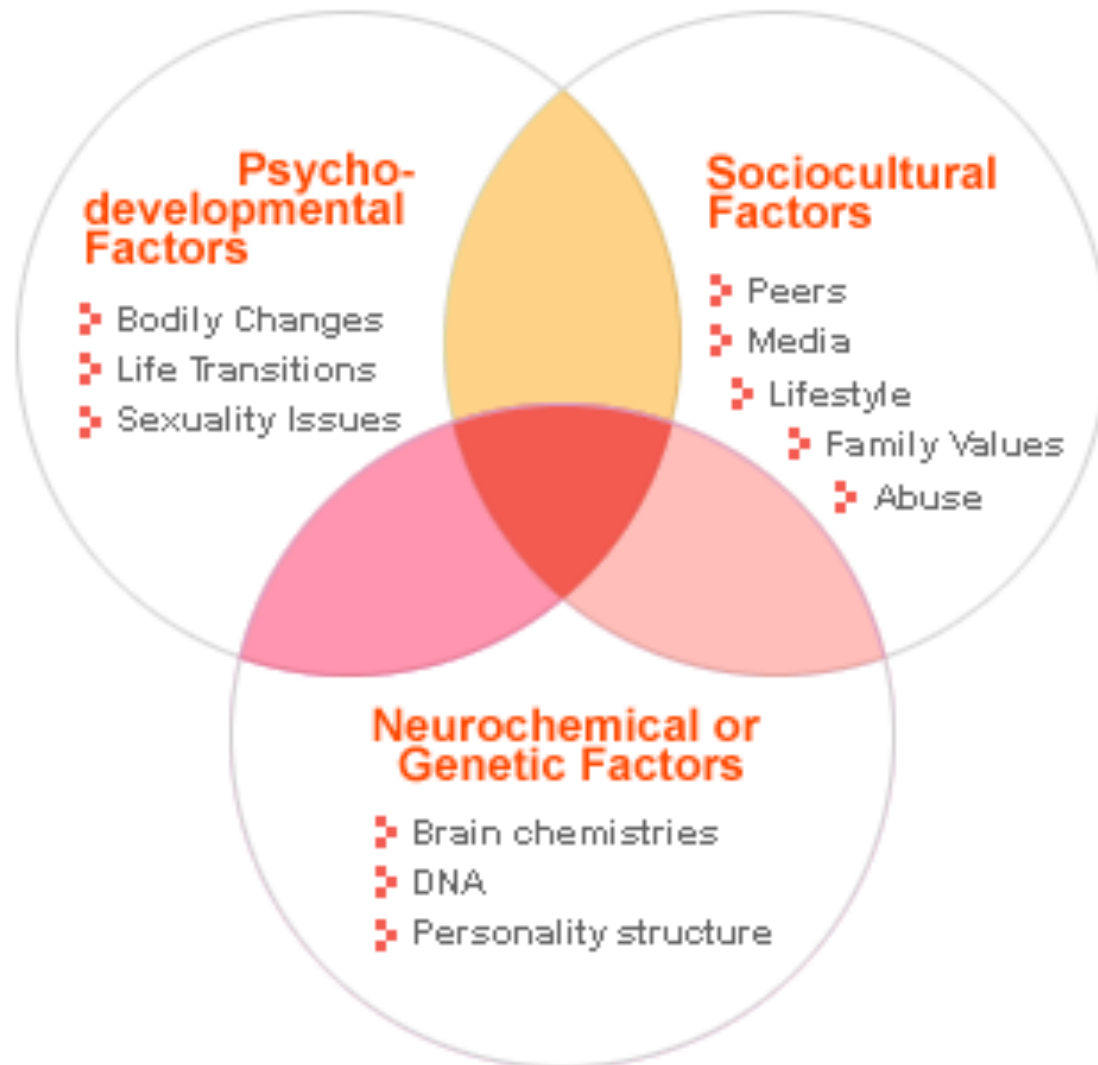 Psycho-
developmental
Factors
Bodily Changes
Life Transitions
Sexuality Issues
Sociocultural
Factors
Peers
Media
Lifestyle
Family Values
Abuse
Neurochemical or
Genetic Factors
Brain chemistries
DNA
Personality structure